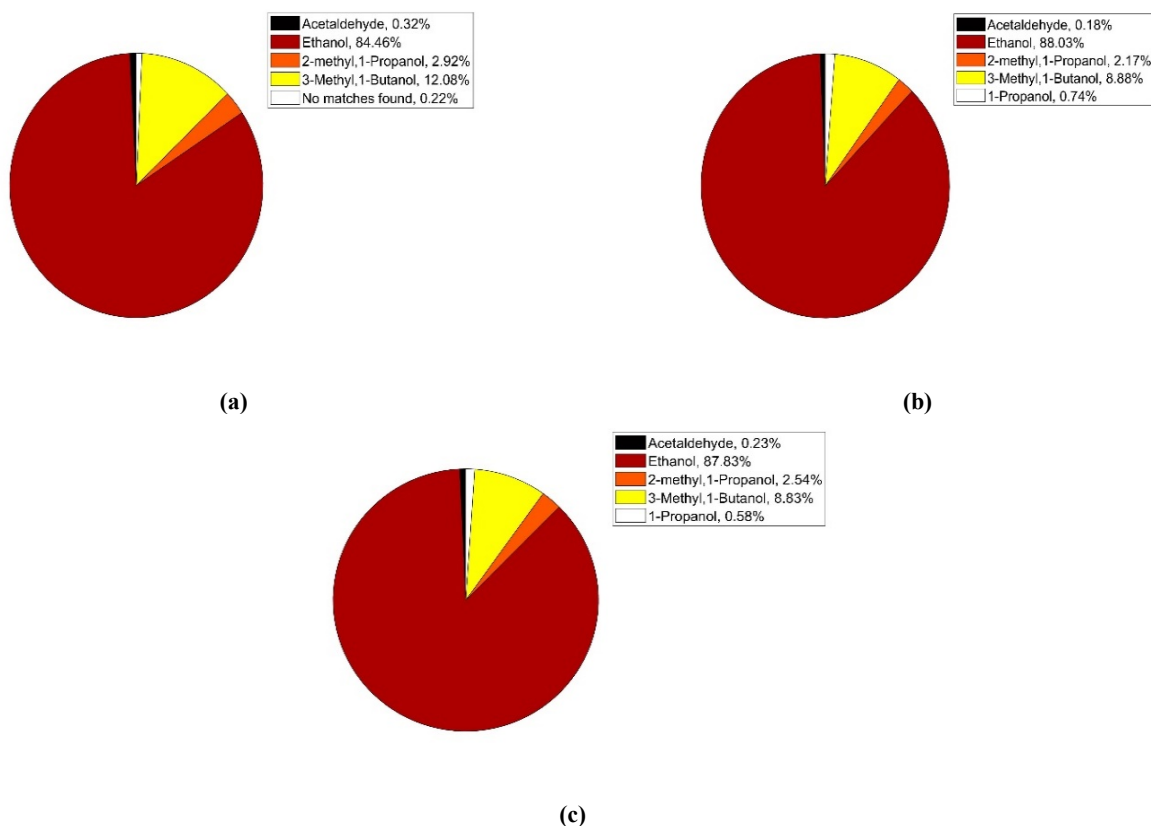 Acetaldehyde, 0.32%
Ethanol, 84.46%
2-methyl,1-Propanol, 2.92%
3-Methyl,1-Butanol, 12.08%
No matches found, 0.22%
(a)
Acetaldehyde, 0.18%
Ethanol, 88.03%
2-methyl,1-Propanol, 2.17%
3-Methyl,1-Butanol, 8.88%
1-Propanol, 0.74%
(b)
Acetaldehyde, 0.23%
Ethanol, 87.83%
2-methyl,1-Propanol, 2.54%
3-Methyl,1-Butanol, 8.83%
1-Propanol, 0.58%
(c)